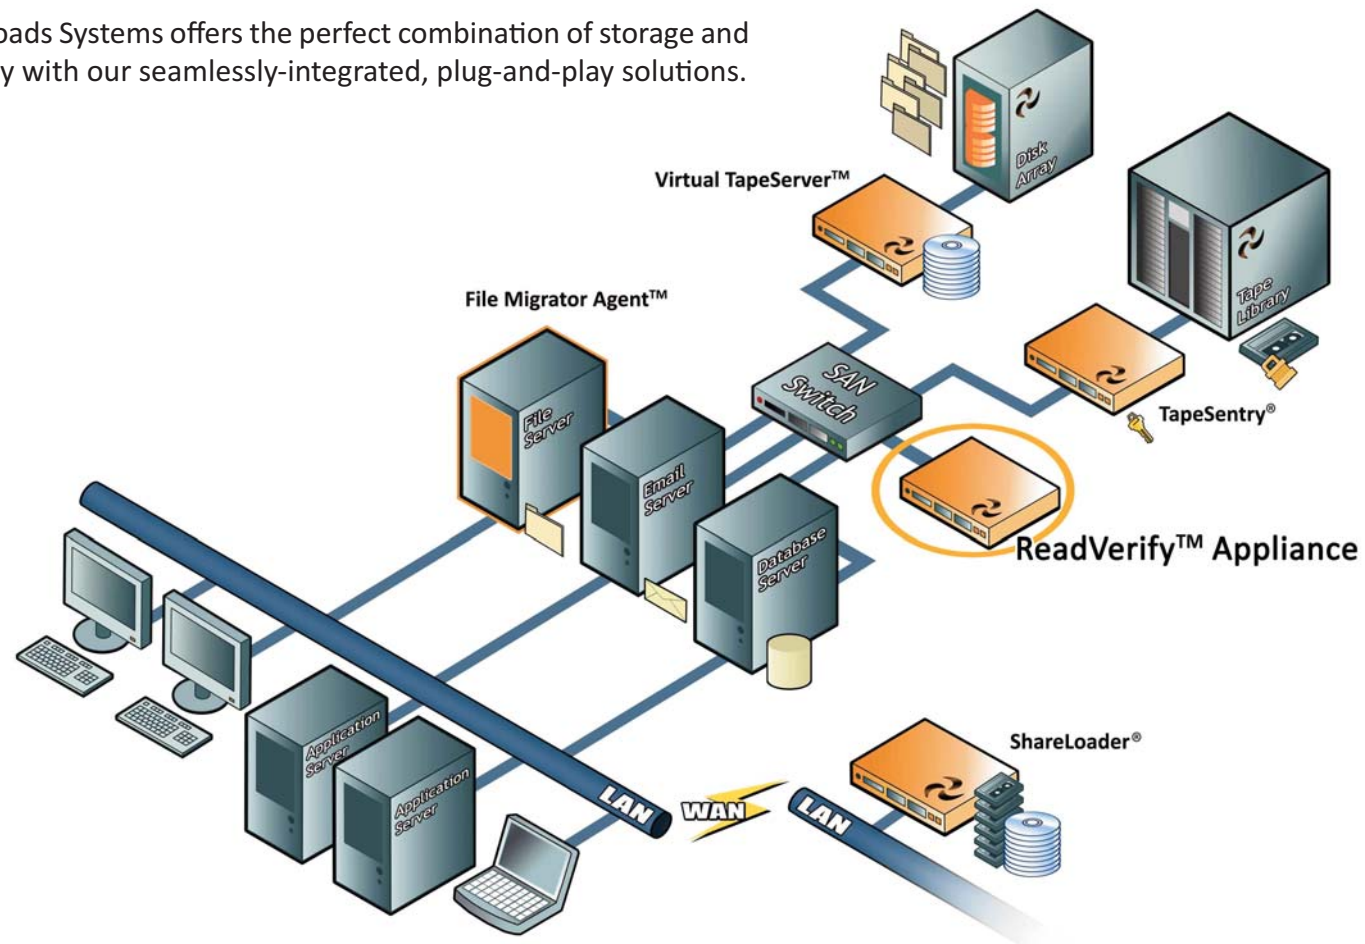 oads Systems offers the perfect combination of storage and
y with our seamlessly-integrated, plug-and-play solutions.
Disk
Array
Virtual TapeServer™
Tape
Library
File Migrator Agent™
SAN
Switch
TapeSentry®
File
Server
Email
Server
Database
Server
ReadVerify™ Appliance
Application
Server
Application
Server
LAN
WAN
LAN
ShareLoader®